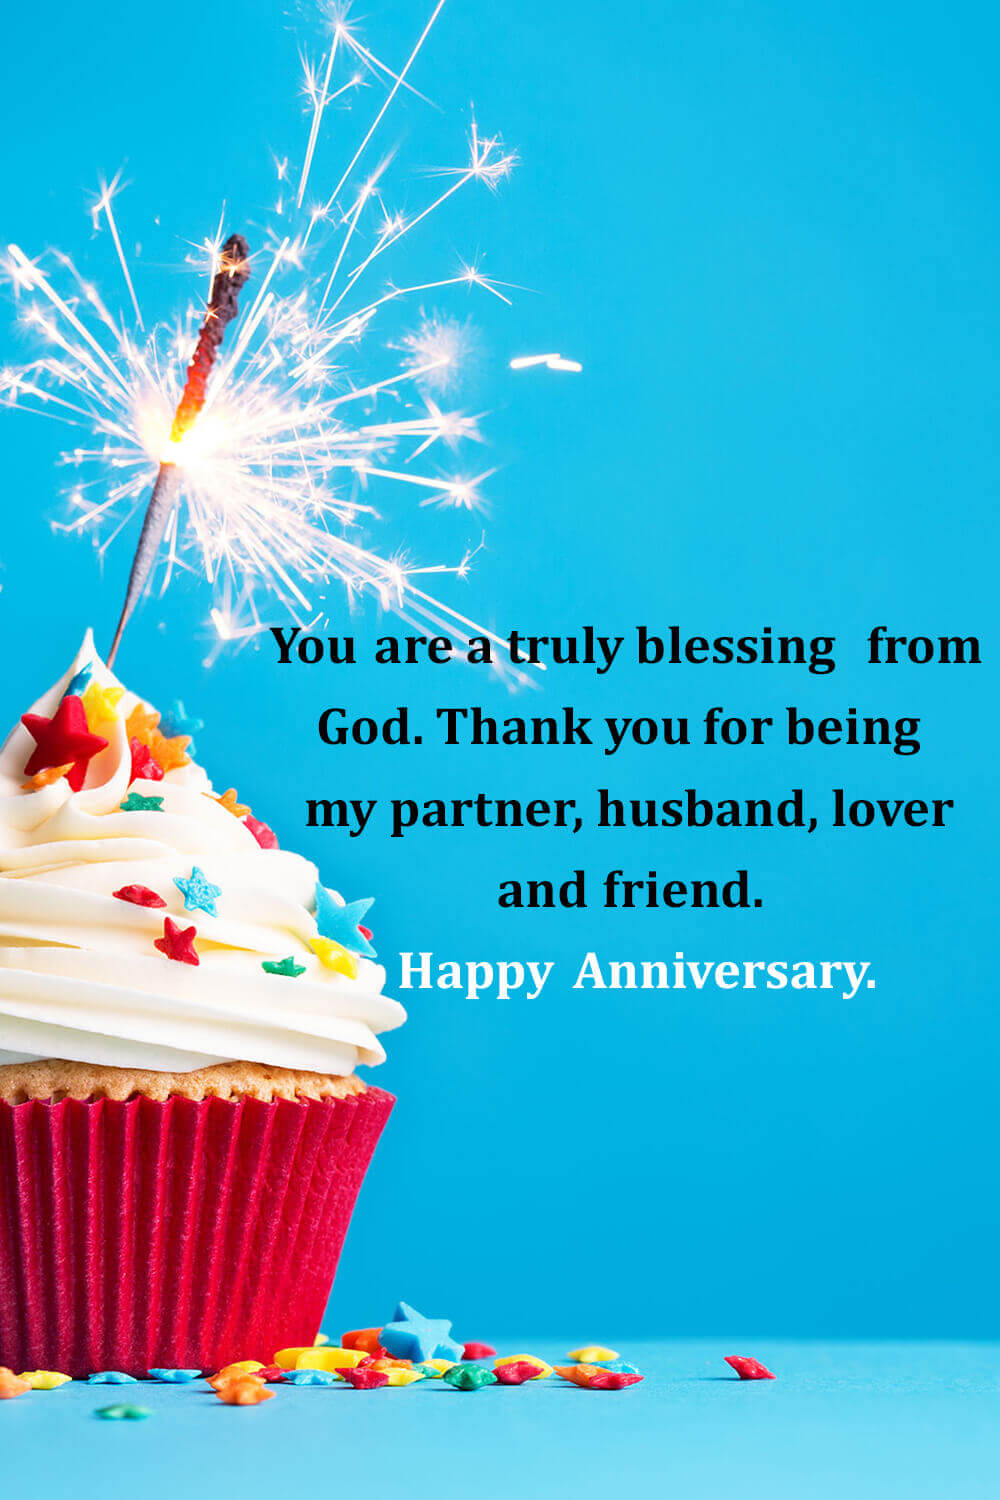 You are a truly blessing from
God. Thank you for being
my partner, husband, lover
and friend.
Happy Anniversary.